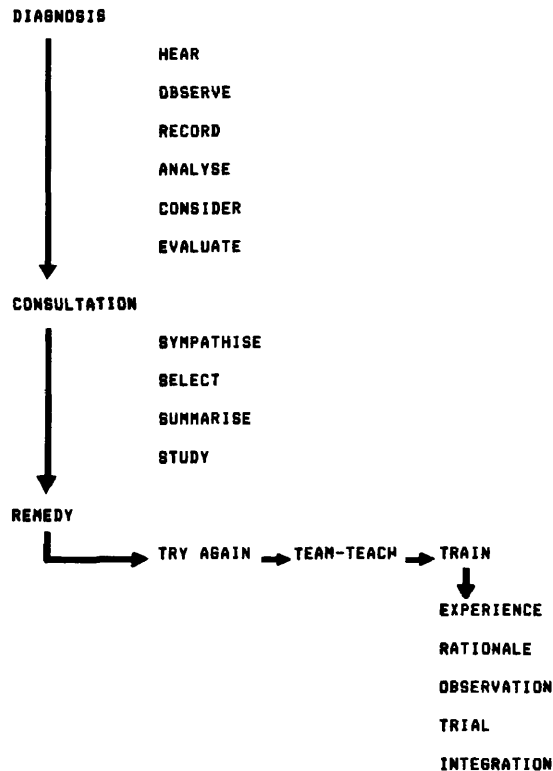 DIAGNOSIS
HEAR
OBSERVE
RECORD
ANALYSE
CONSIDER
EVALUATE
CONSULTATION
SYMPATHISE
SELECT
SUMMARISE
STUDY
REMEDY
TRY AGAIN TEAM-TEACH TRAIN
EXPERIENCE
RATIONALE
OBSERVATION
TRIAL
INTEGRATION